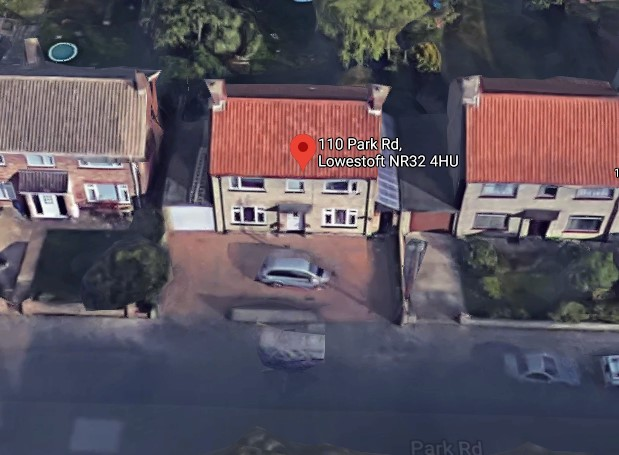 110 Park Rd,
Lowestoft NR32 4HU
Park Rd